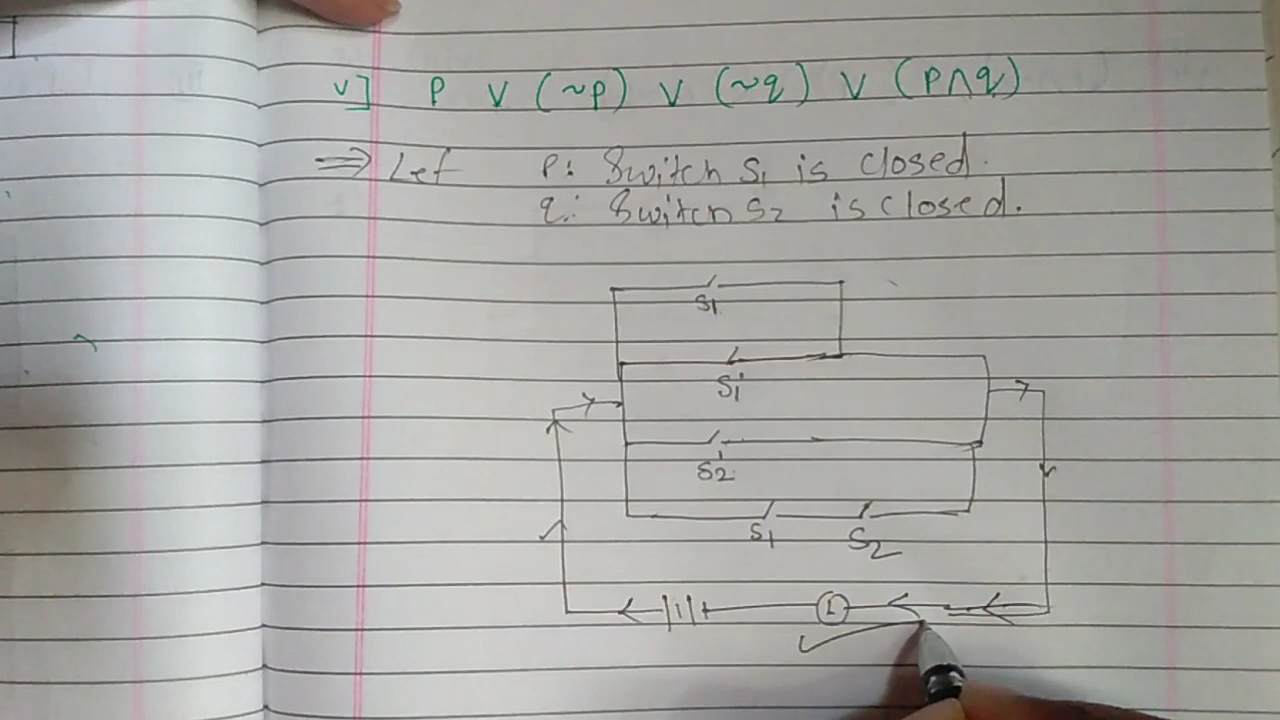 v] p ∨ (~p) ∨ (~q) ∨ (p∧q)
⇒ Let p: Switch S1 is closed.
q: Switch S2 is closed.
S1
S1'
S2'
S1 S2
L